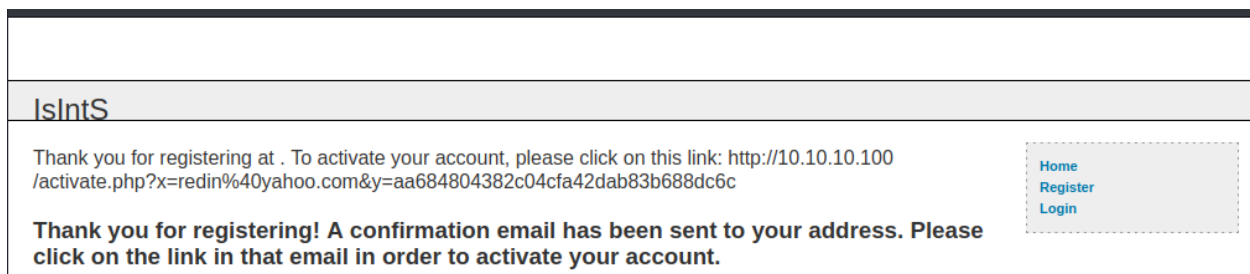 IsIntS
Thank you for registering at . To activate your account, please click on this link: http://10.10.10.100
/activate.php?x=redin%40yahoo.com&y=aa684804382c04cfa42dab83b688dc6c
Thank you for registering! A confirmation email has been sent to your address. Please
click on the link in that email in order to activate your account.
Home
Register
Login